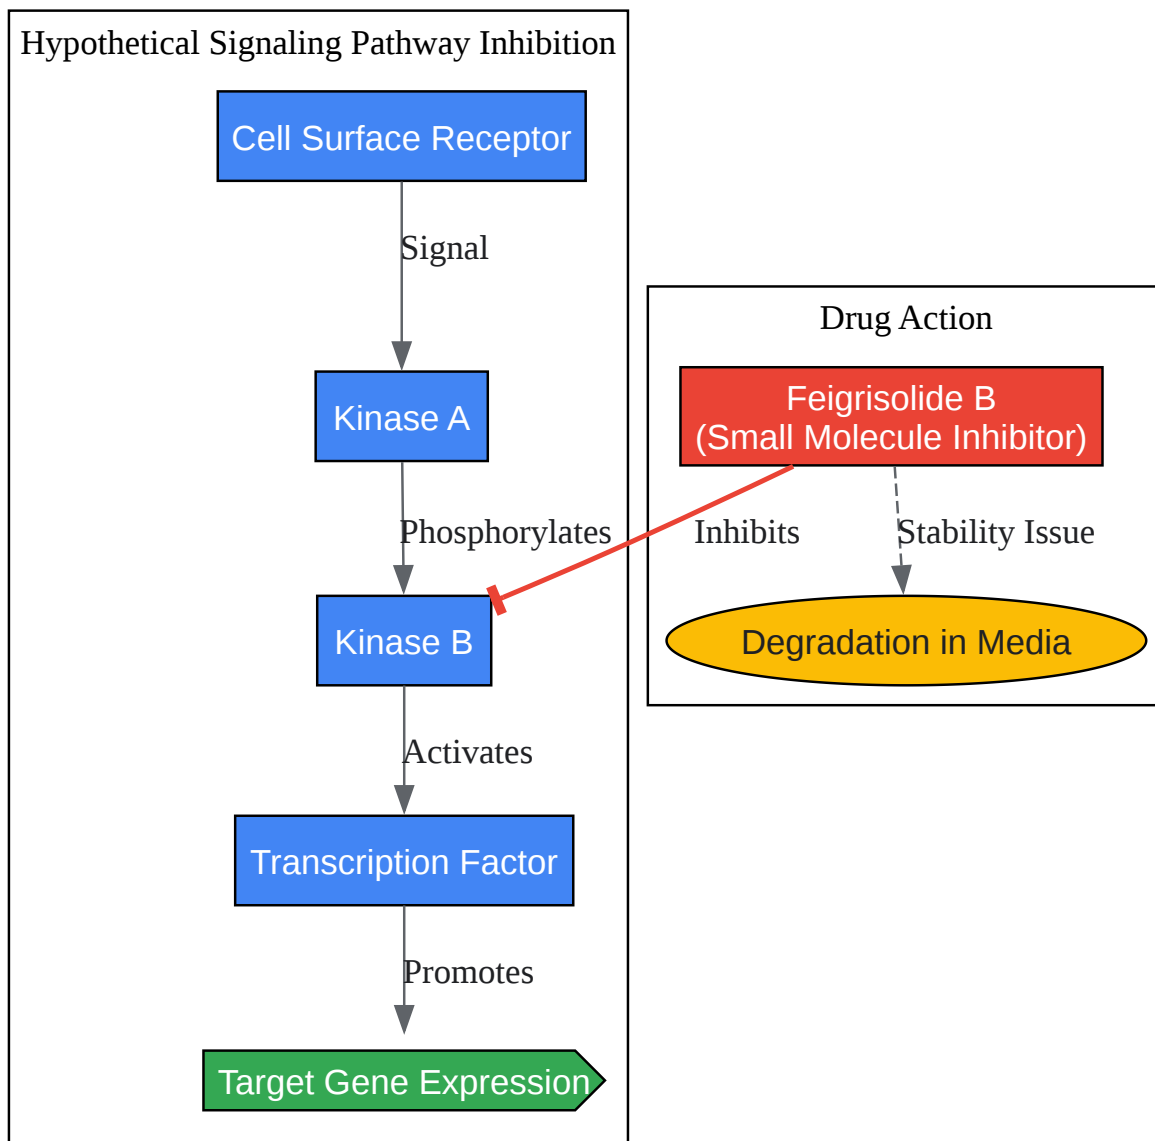 Hypothetical Signaling Pathway Inhibition
Cell Surface Receptor
Signal
Kinase A
Phosphorylates
Kinase B
Activates
Transcription Factor
Promotes
Target Gene Expression
Drug Action
Feigrisolide B
(Small Molecule Inhibitor)
Inhibits
Stability Issue
Degradation in Media